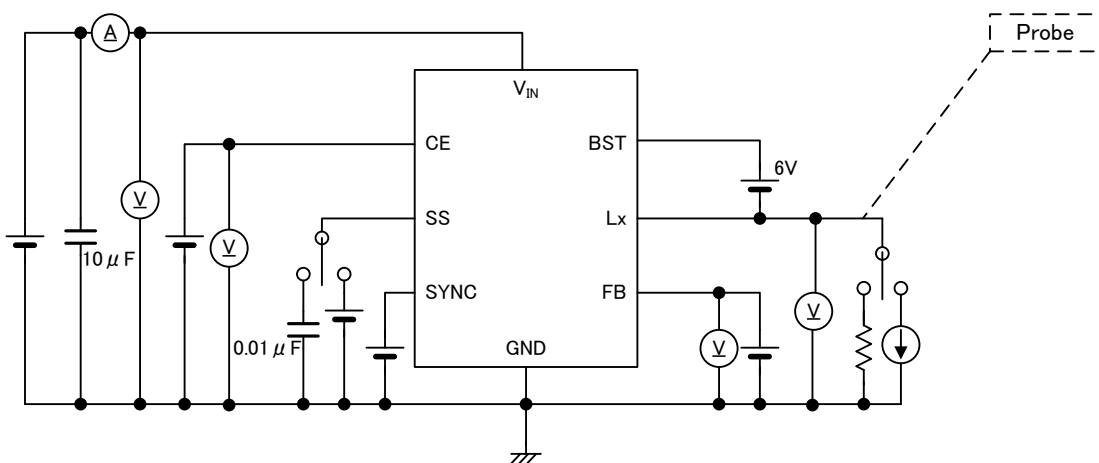 Probe
A
V_IN
CE
BST
6V
V
SS
Lx
10μF
V
SYNC
FB
V
0.01μF
V
GND